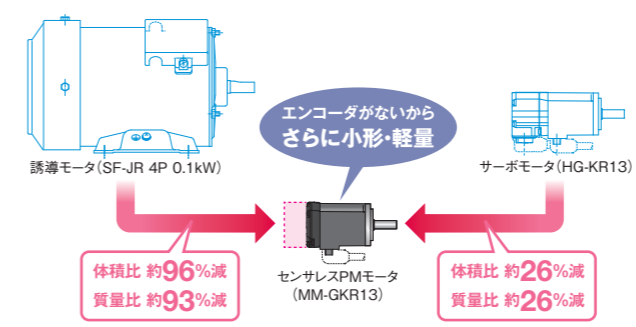 エンコーダがないから
さらに小形・軽量
誘導モータ(SF-JR 4P 0.1kW)
サーボモータ(HG-KR13)
体積比 約96%減
質量比 約93%減
センサレスPMモータ
(MM-GKR13)
体積比 約26%減
質量比 約26%減